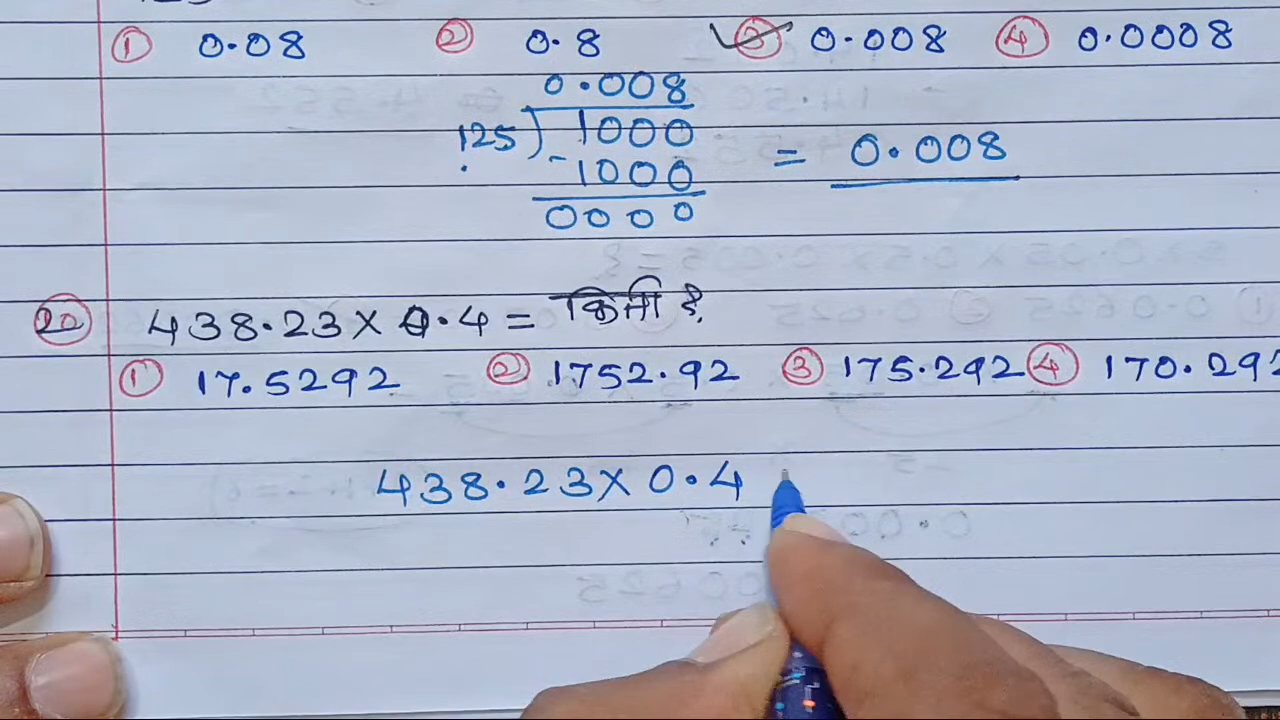 ① 0.08 ② 0.8 ③ 0.008 ④ 0.0008
0.008
125) 1000
-1000 = 0.008
0000
20 438.23 × 0.4 = किती ?
① 17.5292 ② 1752.92 ③ 175.292 ④ 170.292
438.23 × 0.4